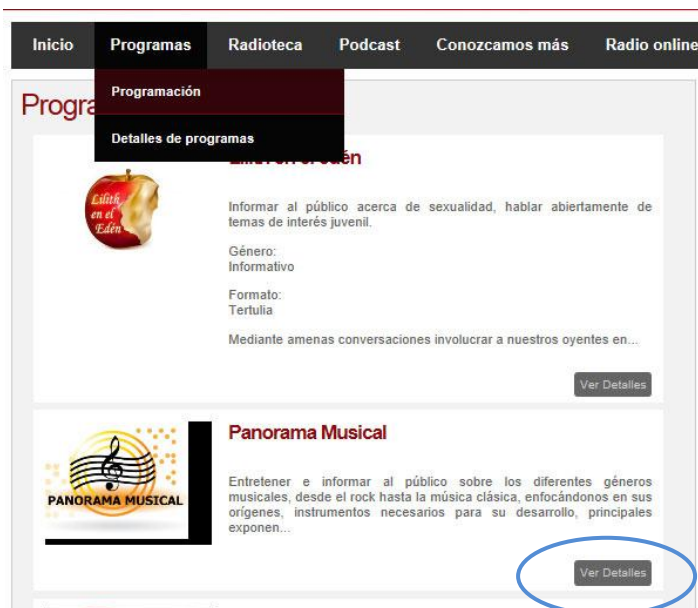 Inicio Programas Radioteca Podcast Conozcamos más Radio online
Programación
Progra
Detalles de programas
Lilith en el edén
Lilith
en el
Edén
Informar al público acerca de sexualidad, hablar abiertamente de
temas de interés juvenil.
Género:
Informativo
Formato:
Tertulia
Mediante amenas conversaciones involucrar a nuestros oyentes en...
Ver Detalles
Panorama Musical
PANORAMA MUSICAL
Entretener e informar al público sobre los diferentes géneros
musicales, desde el rock hasta la música clásica, enfocándonos en sus
orígenes, instrumentos necesarios para su desarrollo, principales
exponen...
Ver Detalles